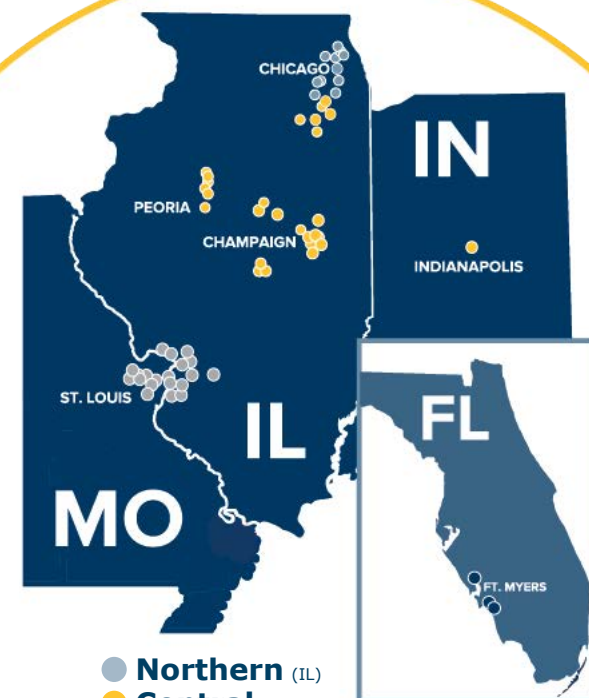 CHICAGO
IN
PEORIA
CHAMPAIGN
INDIANAPOLIS
ST. LOUIS
IL
FL
MO
FT. MYERS
Northern (IL)